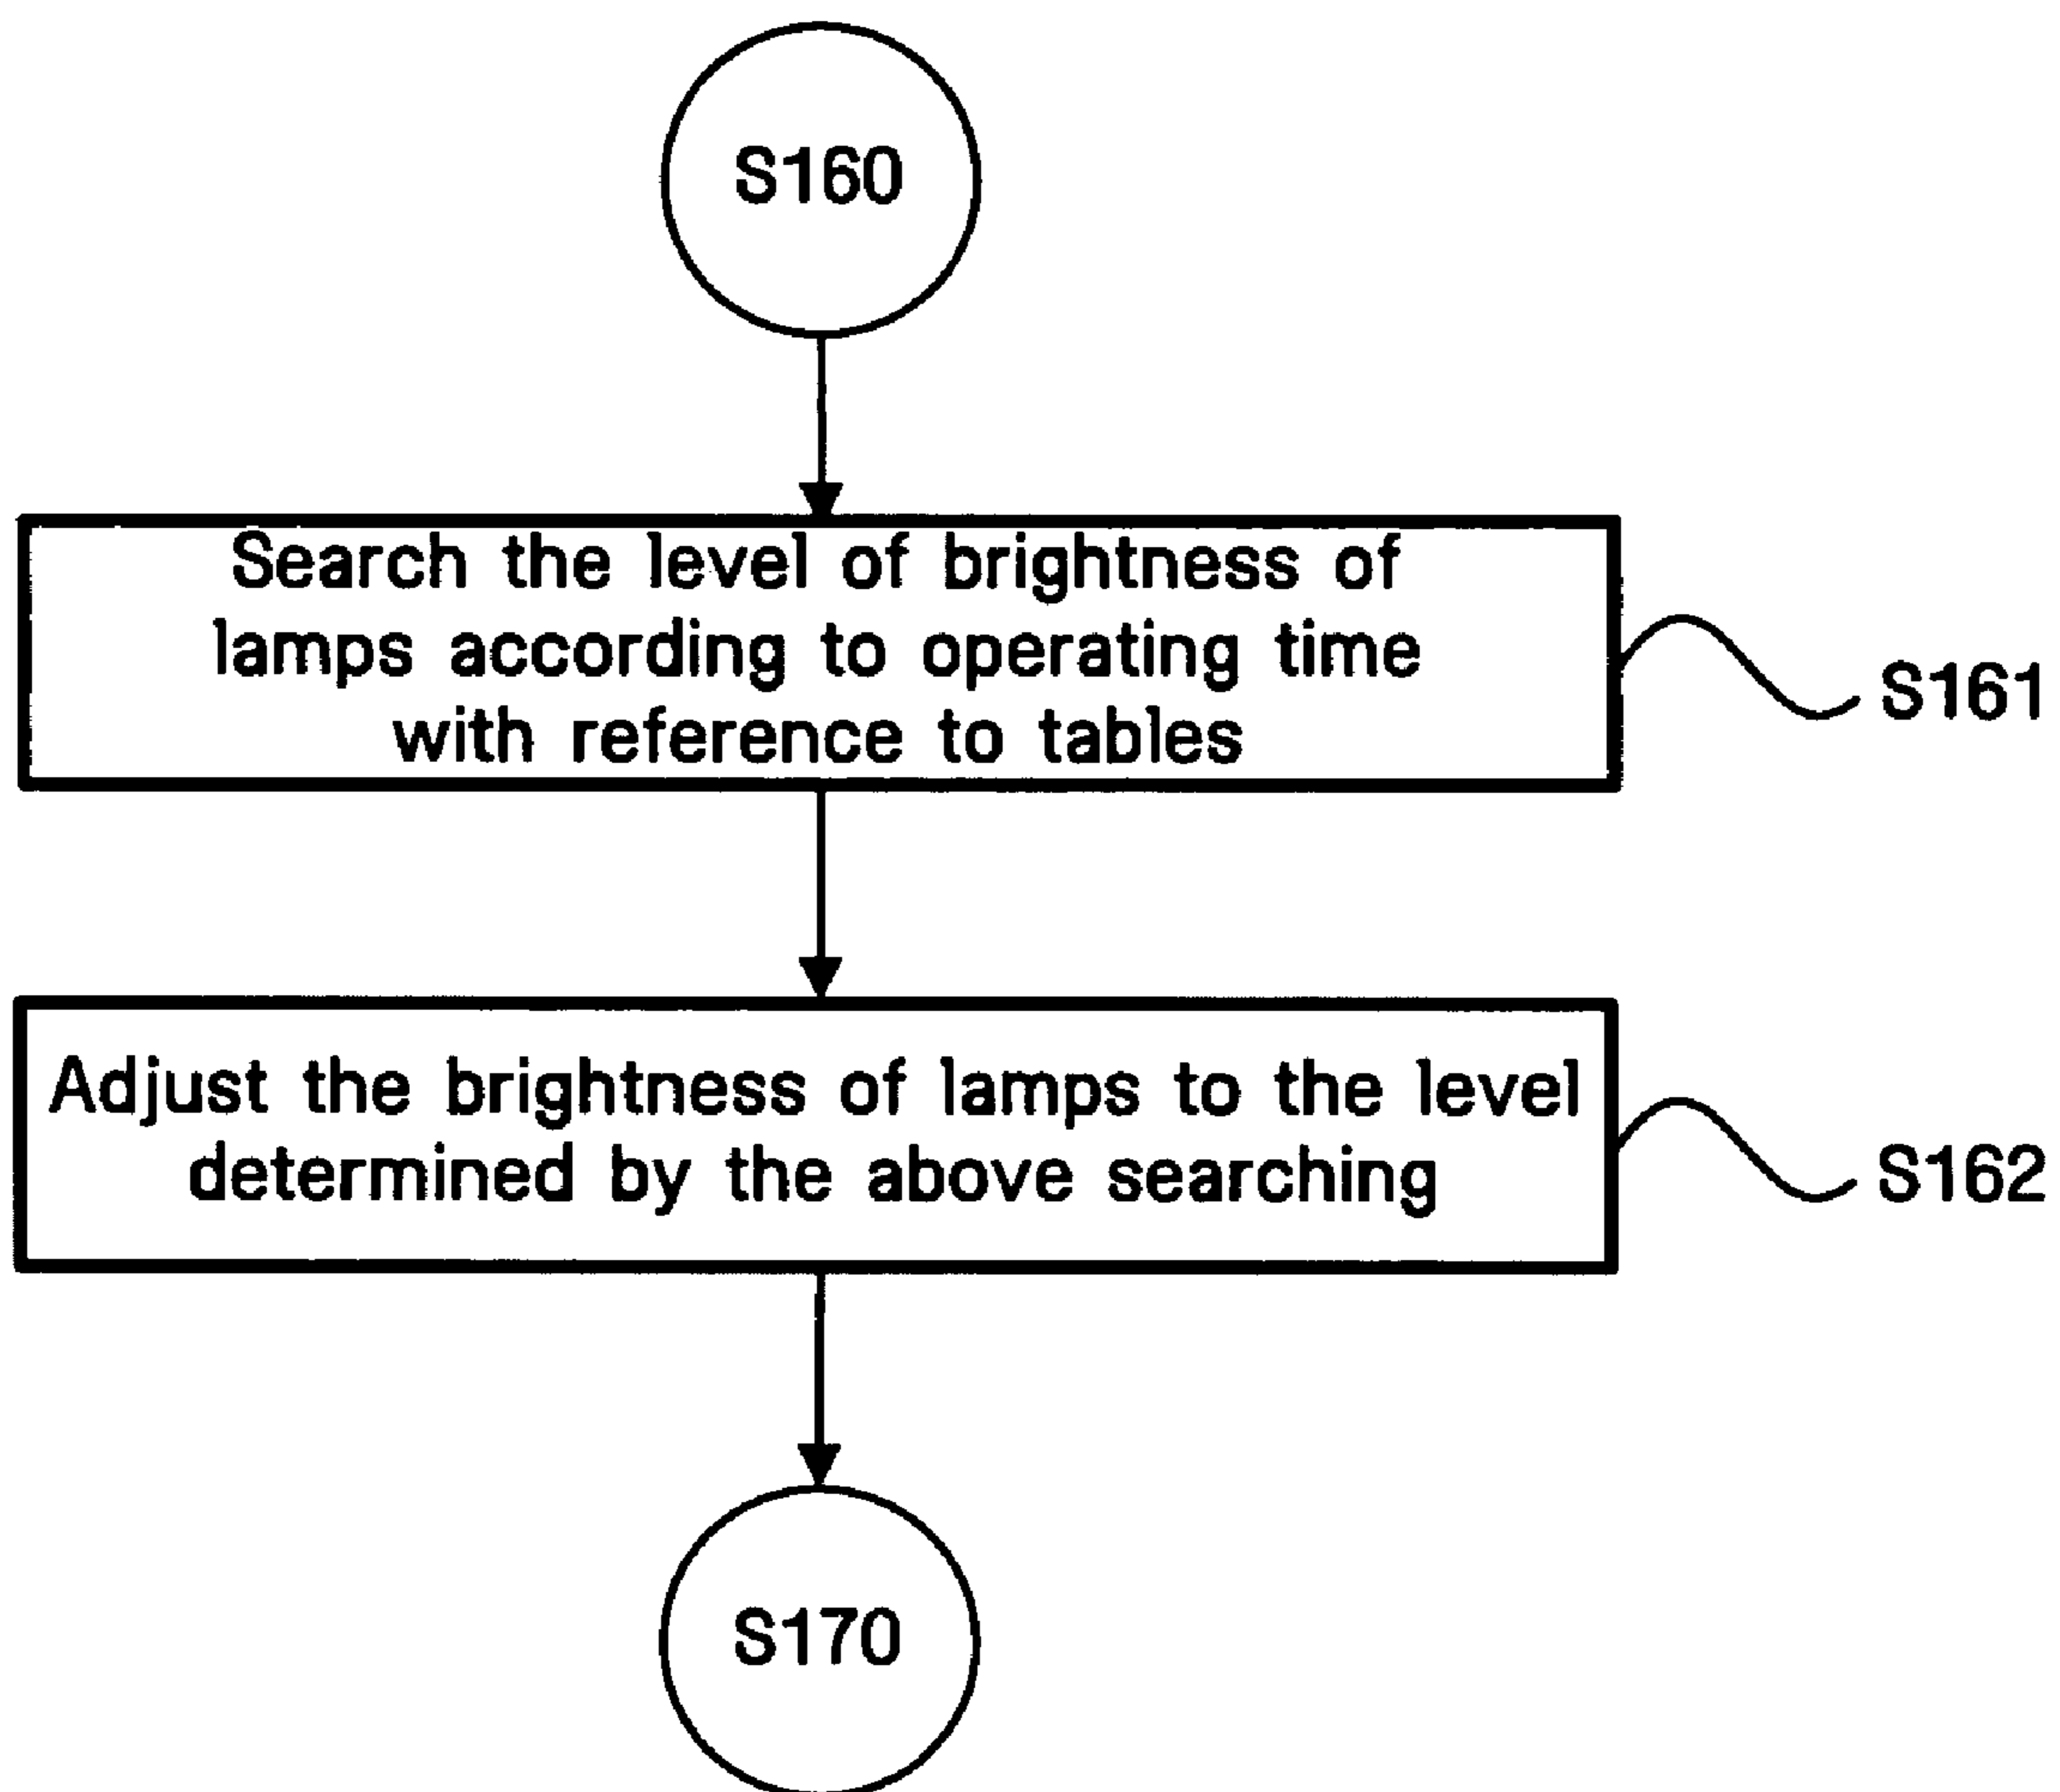 S160
Search the level of brightness of
lamps according to operating time
with reference to tables
S161
Adjust the brightness of lamps to the level
determined by the above searching
S162
S170